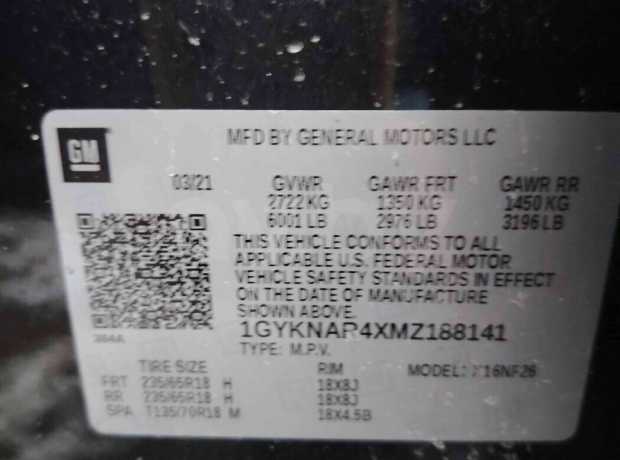 GM
MFD BY GENERAL MOTORS LLC
03/21 GVWR GAWR FRT GAWR RR
2722 KG 1350 KG 1450 KG
6001 LB 2976 LB 3196 LB
THIS VEHICLE CONFORMS TO ALL
APPLICABLE U.S. FEDERAL MOTOR
VEHICLE SAFETY STANDARDS IN EFFECT
ON THE DATE OF MANUFACTURE
SHOWN ABOVE.
1GYKNAR4XMZ188141
TYPE: M.P.V.
TIRE SIZE RIM MODEL:
FRT 235/65R18 H 18X8J
RR 235/65R18 H 18X8J
SPA T135/70R18 M 18X4.5B